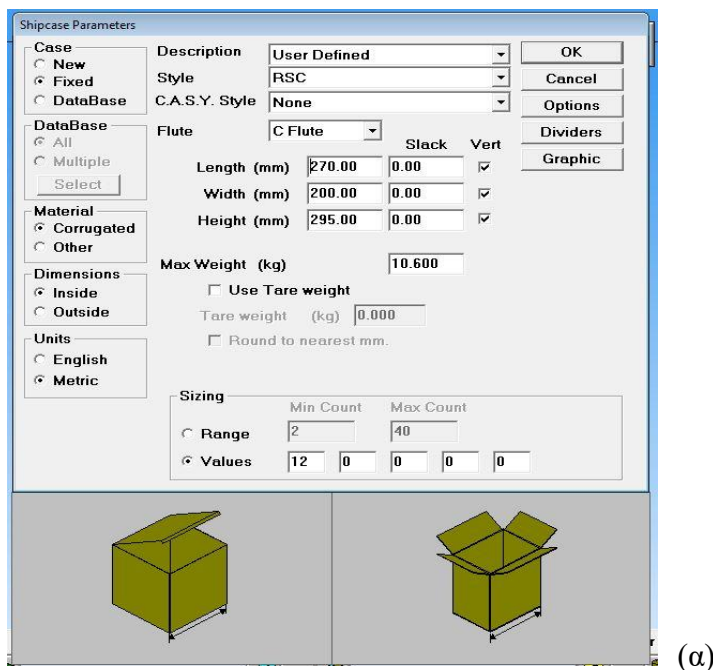 Shipcase Parameters
Case
New
Fixed
DataBase
DataBase
All
Multiple
Select
Material
Corrugated
Other
Dimensions
Inside
Outside
Units
English
Metric
Description User Defined
Style RSC
C.A.S.Y. Style None
Flute C Flute
Slack Vert
Length (mm) 270.00 0.00
Width (mm) 200.00 0.00
Height (mm) 295.00 0.00
Max Weight (kg) 10.600
Use Tare weight
Tare weight (kg) 0.000
Round to nearest mm.
Sizing
Min Count Max Count
Range 2 40
Values 12 0 0 0 0
OK
Cancel
Options
Dividers
Graphic
r
(α)